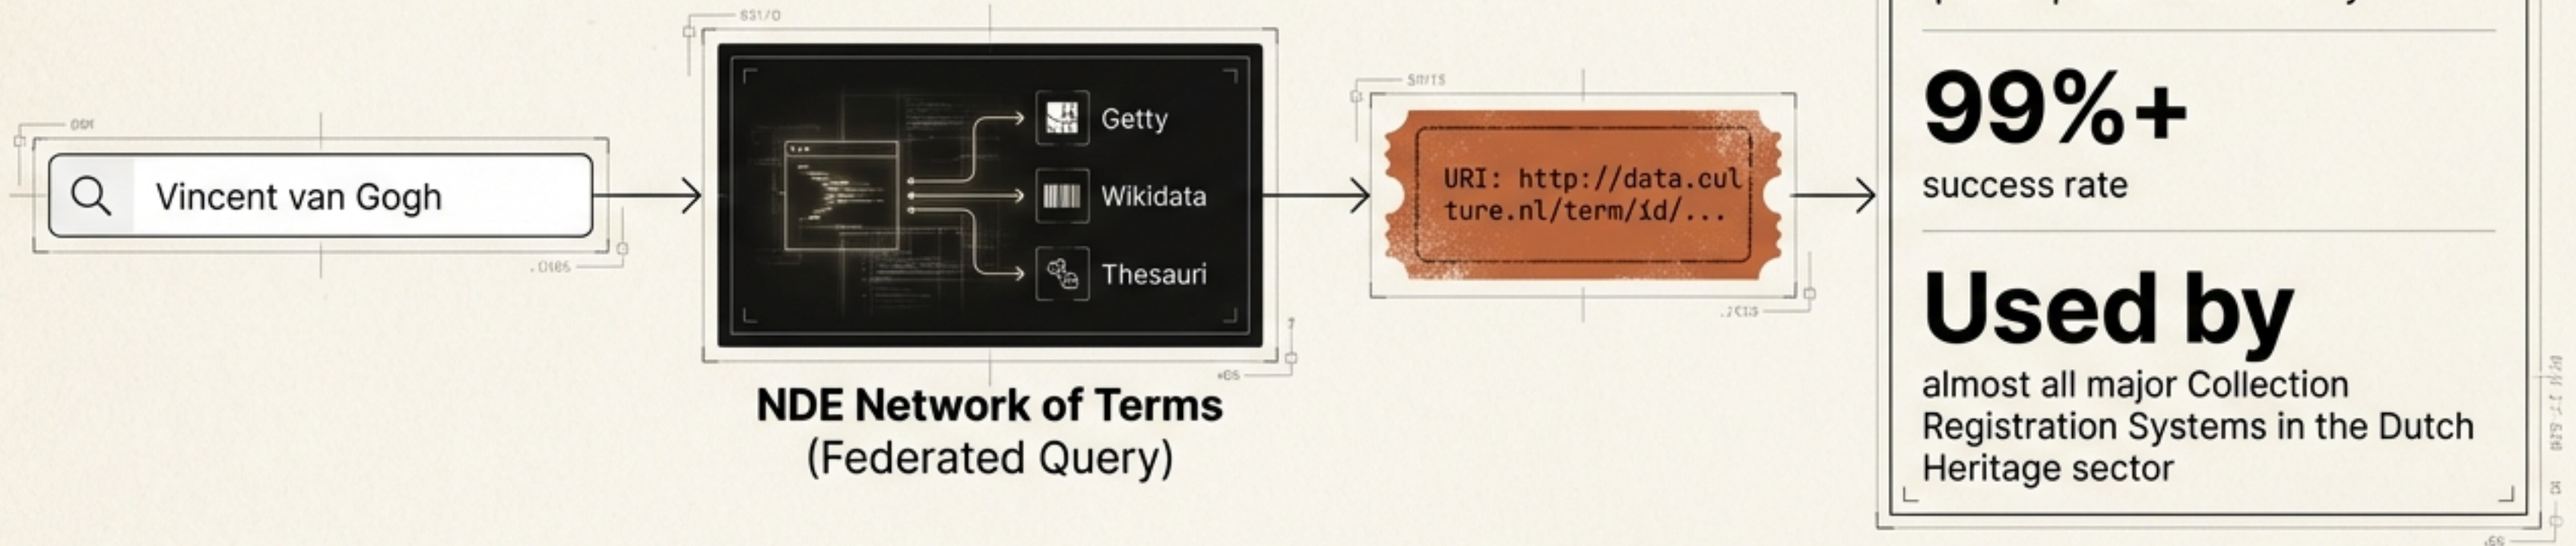 Vincent van Gogh
Getty
Wikidata
Thesauri
NDE Network of Terms
(Federated Query)
URI: http://data.cul
ture.nl/term/id/...
99%+
success rate
Used by
almost all major Collection
Registration Systems in the Dutch
Heritage sector